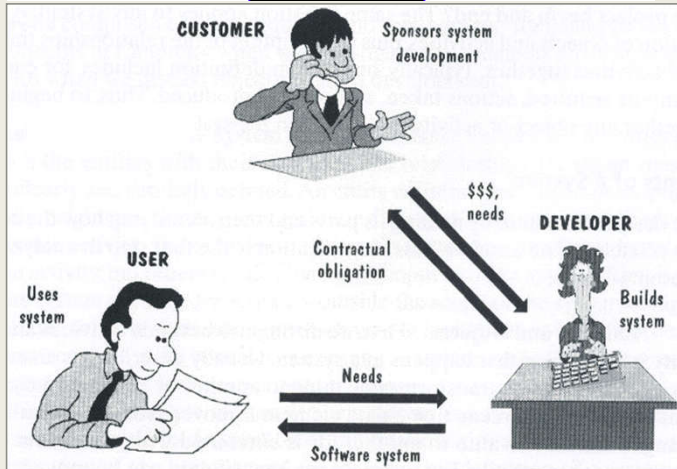 CUSTOMER
Sponsors system
development
$$$,
needs
DEVELOPER
Contractual
obligation
USER
Uses
system
Builds
system
Needs
Software system